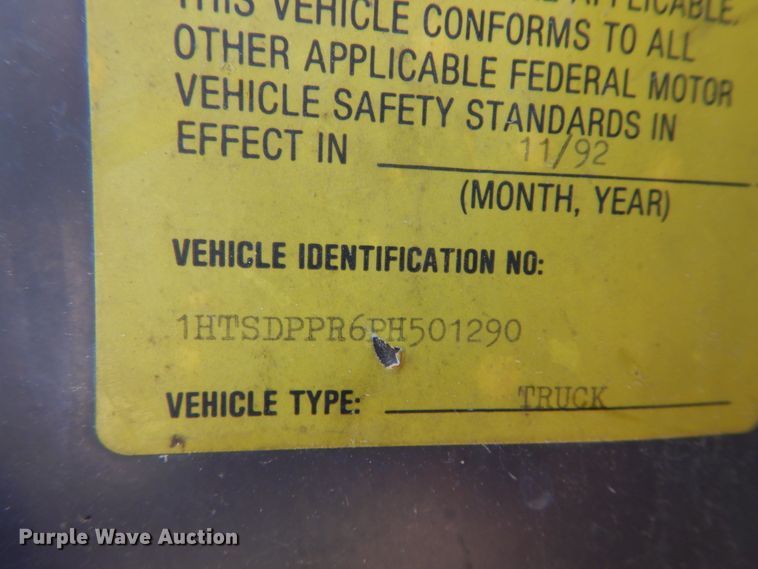 APPLICABLE.
THIS VEHICLE CONFORMS TO ALL
OTHER APPLICABLE FEDERAL MOTOR
VEHICLE SAFETY STANDARDS IN
EFFECT IN 11/92
(MONTH, YEAR)
VEHICLE IDENTIFICATION NO:
1HTSDPPR6PH501290
VEHICLE TYPE: TRUCK
Purple Wave Auction